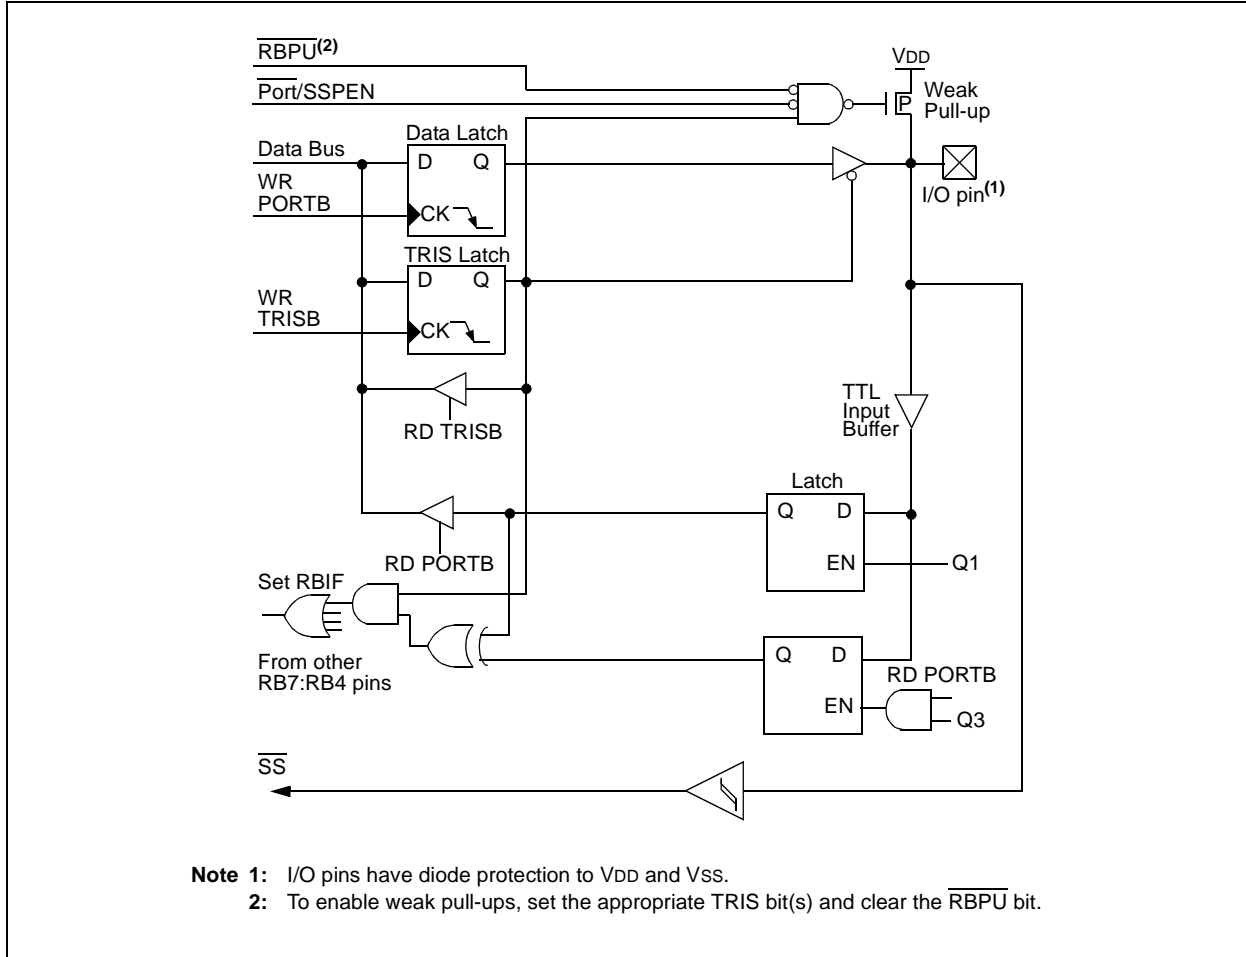 RBPU(2)
Port/SSPEN
VDD
Weak
Pull-up
P
Data Latch
Data Bus
D Q
WR
PORTB
CK
I/O pin(1)
TRIS Latch
D Q
WR
TRISB
CK
TTL
Input
Buffer
RD TRISB
Latch
Q D
EN
Q1
RD PORTB
Set RBIF
From other
RB7:RB4 pins
Q D
RD PORTB
EN
Q3
SS
Note 1: I/O pins have diode protection to VDD and VSS.
2: To enable weak pull-ups, set the appropriate TRIS bit(s) and clear the RBPU bit.